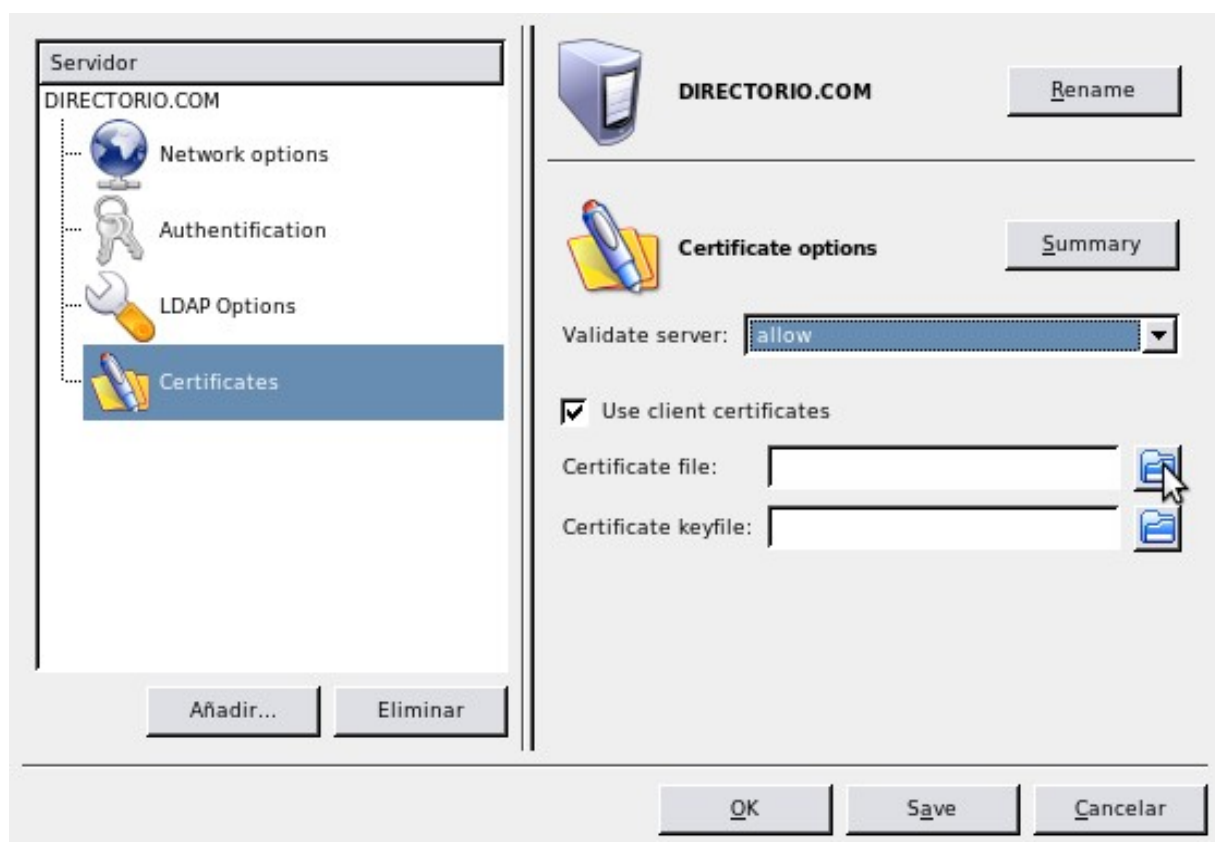 Servidor
DIRECTORIO.COM
Network options
Authentification
LDAP Options
Certificates
Añadir...
Eliminar
DIRECTORIO.COM
Rename
Certificate options
Summary
Validate server:
allow
Use client certificates
Certificate file:
Certificate keyfile:
OK
Save
Cancelar